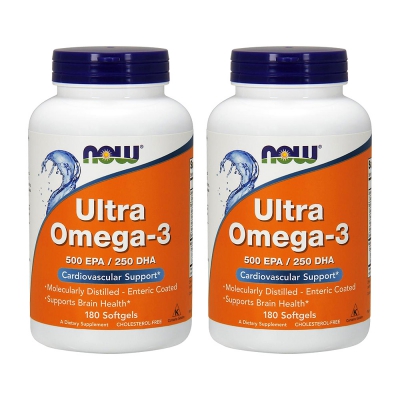 NOW
Ultra
Omega-3
500 EPA / 250 DHA
Cardiovascular Support*
• Molecularly Distilled - Enteric Coated
• Supports Brain Health*
180 Softgels
A Dietary Supplement CHOLESTEROL-FREE
NOW
Ultra
Omega-3
500 EPA / 250 DHA
Cardiovascular Support*
• Molecularly Distilled - Enteric Coated
• Supports Brain Health*
180 Softgels
A Dietary Supplement CHOLESTEROL-FREE